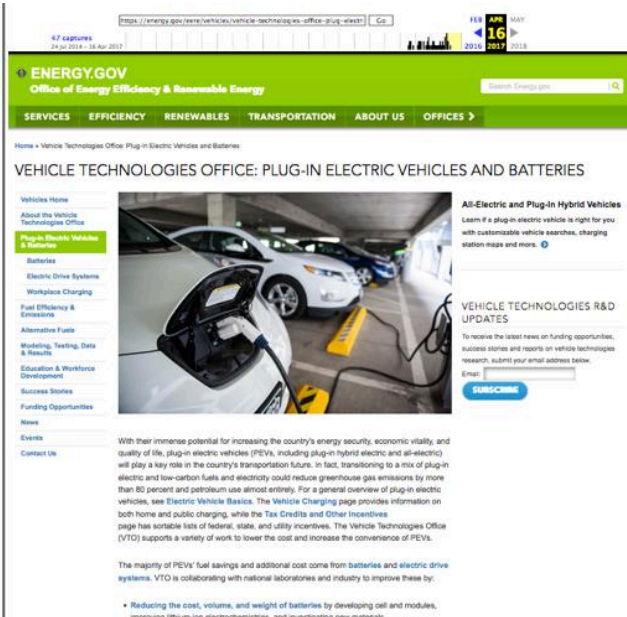 https://energy.gov/eere/vehicles/vehicle-technologies-office-plug-electri
Go
FEB APR MAY
47 captures
16
24 Jul 2014 – 16 Apr 2017
2016 2017 2018
ENERGY.GOV
Office of Energy Efficiency & Renewable Energy
Search Energy.gov
SERVICES EFFICIENCY RENEWABLES TRANSPORTATION ABOUT US OFFICES
Home » Vehicle Technologies Office: Plug-in Electric Vehicles and Batteries
VEHICLE TECHNOLOGIES OFFICE: PLUG-IN ELECTRIC VEHICLES AND BATTERIES
Vehicles Home
About the Vehicle
Technologies Office
Plug-in Electric Vehicles
& Batteries
Batteries
Electric Drive Systems
Workplace Charging
Fuel Efficiency &
Emissions
Alternative Fuels
Modeling, Testing, Data
& Results
Education & Workforce
Development
Success Stories
Funding Opportunities
News
Events
Contact Us
All-Electric and Plug-In Hybrid Vehicles
Learn if a plug-in electric vehicle is right for you
with customizable vehicle searches, charging
station maps and more.
VEHICLE TECHNOLOGIES R&D
UPDATES
To receive the latest news on funding opportunities,
success stories and reports on vehicle technologies
research, submit your email address below.
Email:
SUBSCRIBE
With their immense potential for increasing the country's energy security, economic vitality, and
quality of life, plug-in electric vehicles (PEVs, including plug-in hybrid electric and all-electric)
will play a key role in the country's transportation future. In fact, transitioning to a mix of plug-in
electric and low-carbon fuels and electricity could reduce greenhouse gas emissions by more
than 80 percent and petroleum use almost entirely. For a general overview of plug-in electric
vehicles, see Electric Vehicle Basics. The Vehicle Charging page provides information on
both home and public charging, while the Tax Credits and Other Incentives
page has sortable lists of federal, state, and utility incentives. The Vehicle Technologies Office
(VTO) supports a variety of work to lower the cost and increase the convenience of PEVs.
The majority of PEVs' fuel savings and additional cost come from batteries and electric drive
systems. VTO is collaborating with national laboratories and industry to improve these by:
• Reducing the cost, volume, and weight of batteries by developing cell and modules,
improving lithium-ion electrochemistries, and investigating new materials